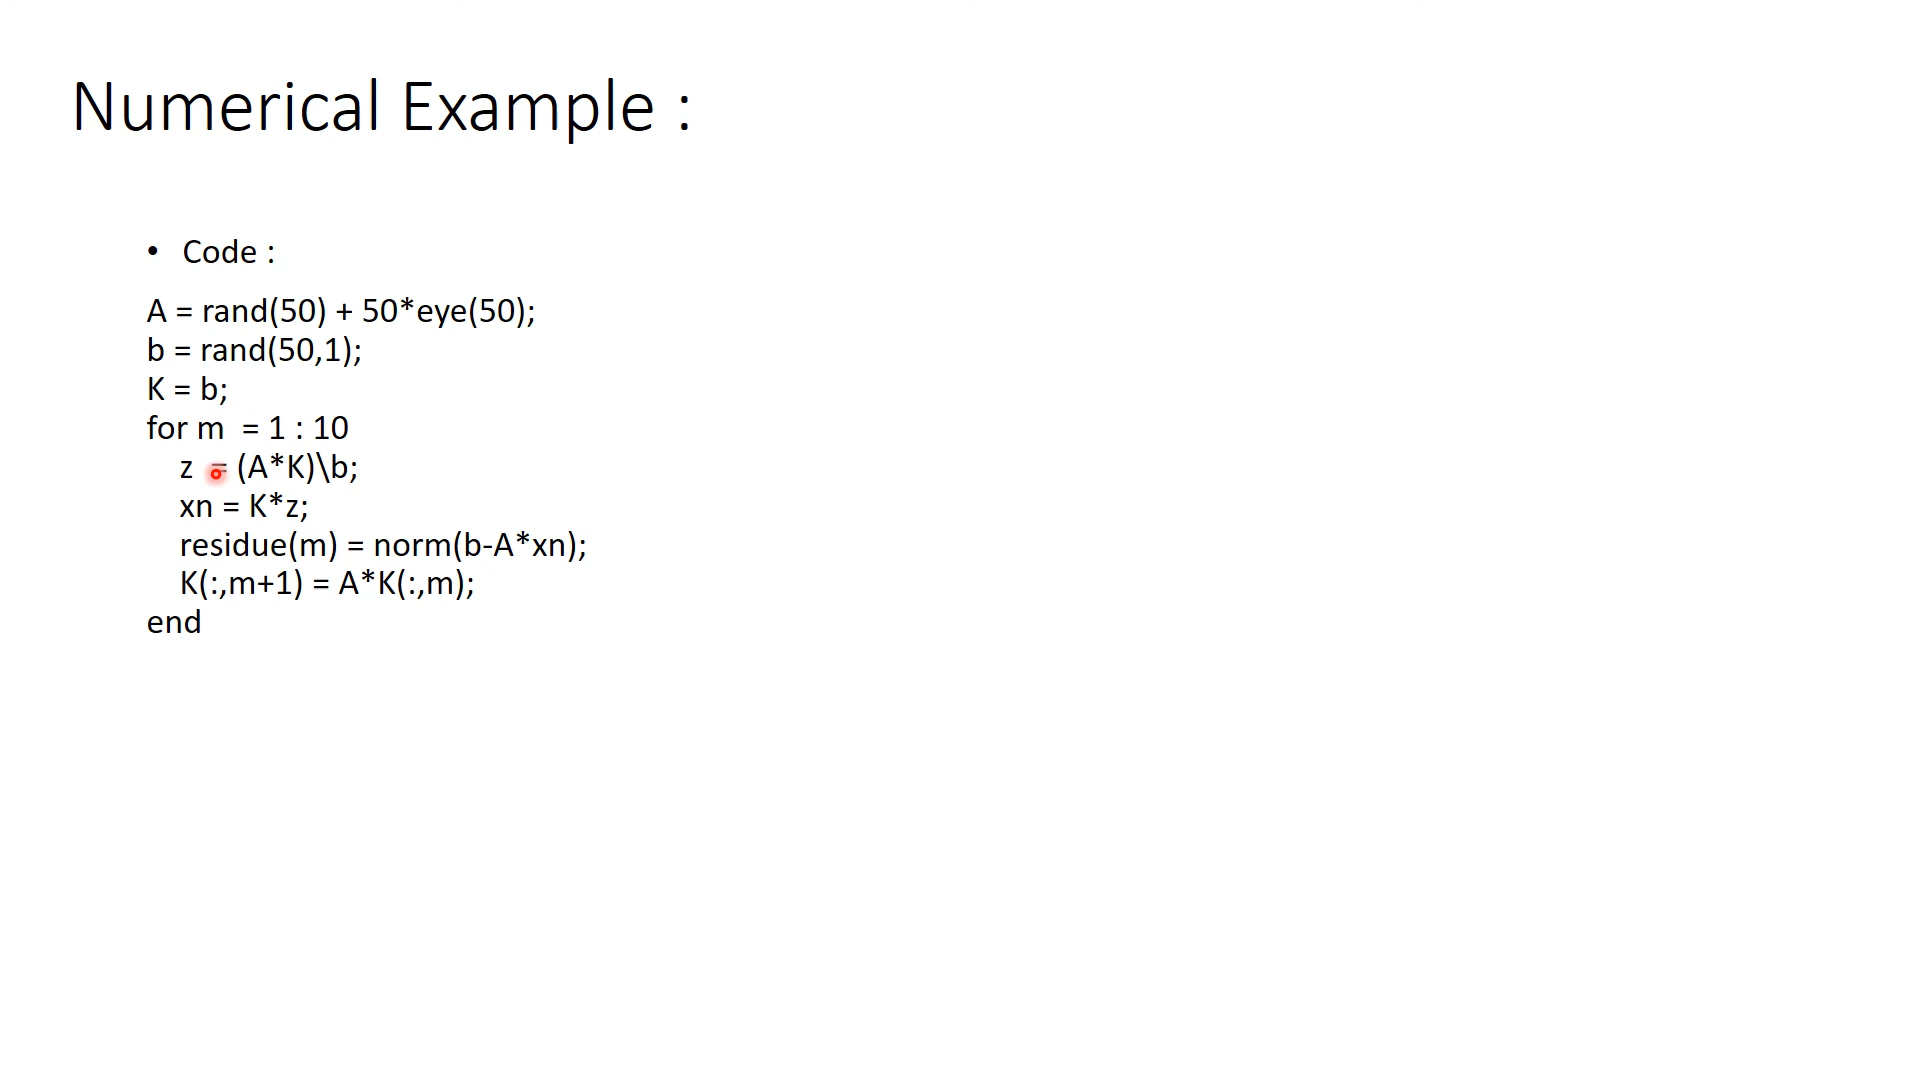 Numerical Example :
• Code :
A = rand(50) + 50*eye(50);
b = rand(50,1);
K = b;
for m  = 1 : 10
z  = (A*K)\b;
xn = K*z;
residue(m) = norm(b-A*xn);
K(:,m+1) = A*K(:,m);
end